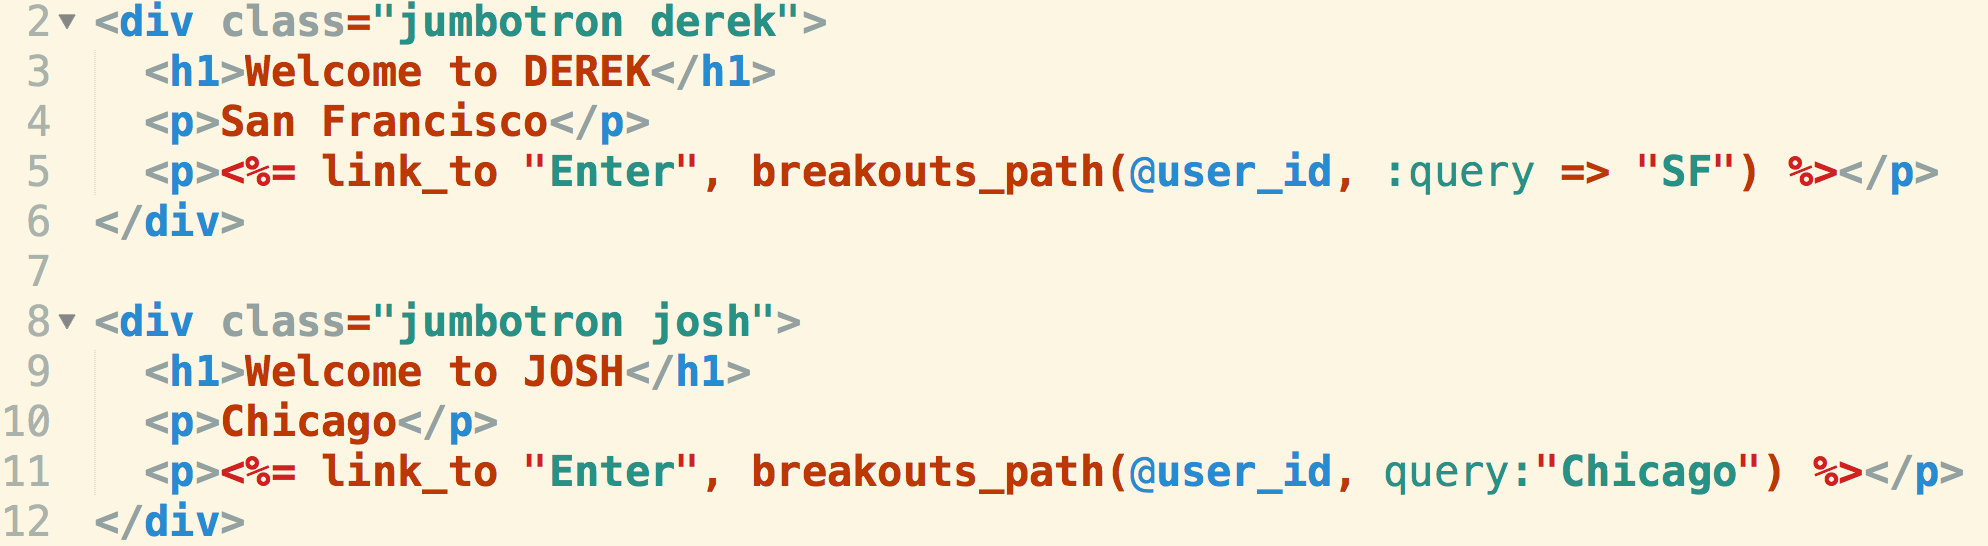 2 <div class="jumbotron derek">
3 <h1>Welcome to DEREK</h1>
4 <p>San Francisco</p>
5 <p><%= link_to "Enter", breakouts_path(@user_id, :query => "SF") %></p>
6 </div>
7
8 <div class="jumbotron josh">
9 <h1>Welcome to JOSH</h1>
10 <p>Chicago</p>
11 <p><%= link_to "Enter", breakouts_path(@user_id, query:"Chicago") %></p>
12 </div>